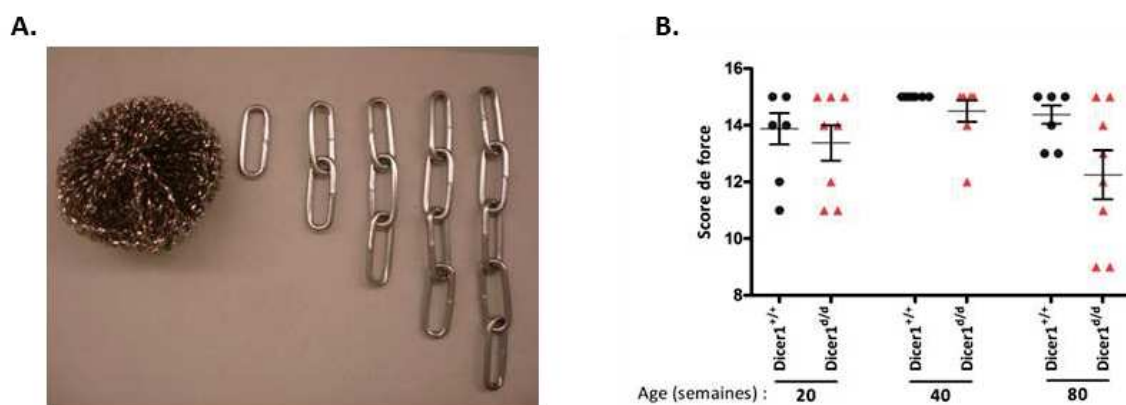 A.
B.
Score de force
16
14
12
10
8
Dicer1+/+
Dicer1d/d
Dicer1+/+
Dicer1d/d
Dicer1+/+
Dicer1d/d
Age (semaines) : 20 40 80